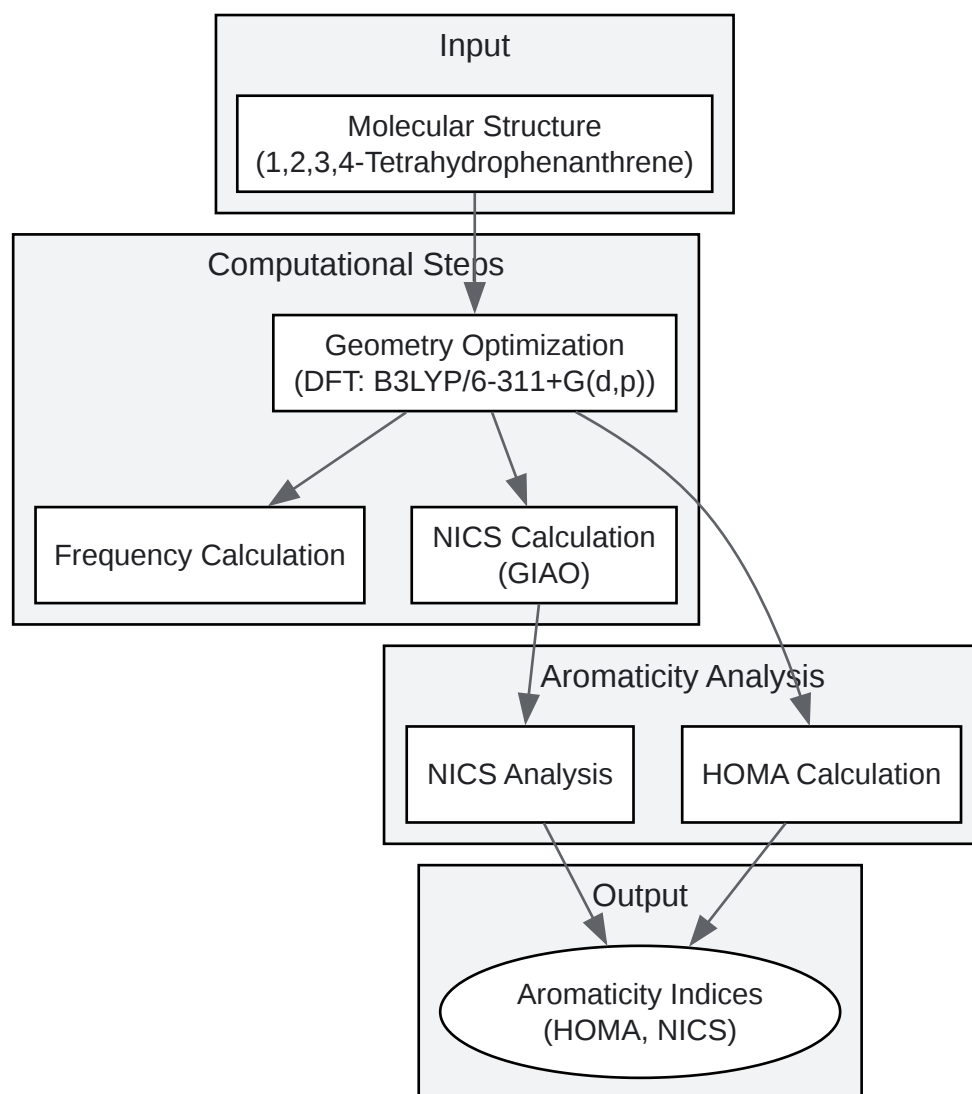 Input
Molecular Structure
(1,2,3,4-Tetrahydrophenanthrene)
Computational Steps
Geometry Optimization
(DFT: B3LYP/6-311+G(d,p))
Frequency Calculation
NICS Calculation
(GIAO)
Aromaticity Analysis
NICS Analysis
HOMA Calculation
Output
Aromaticity Indices
(HOMA, NICS)